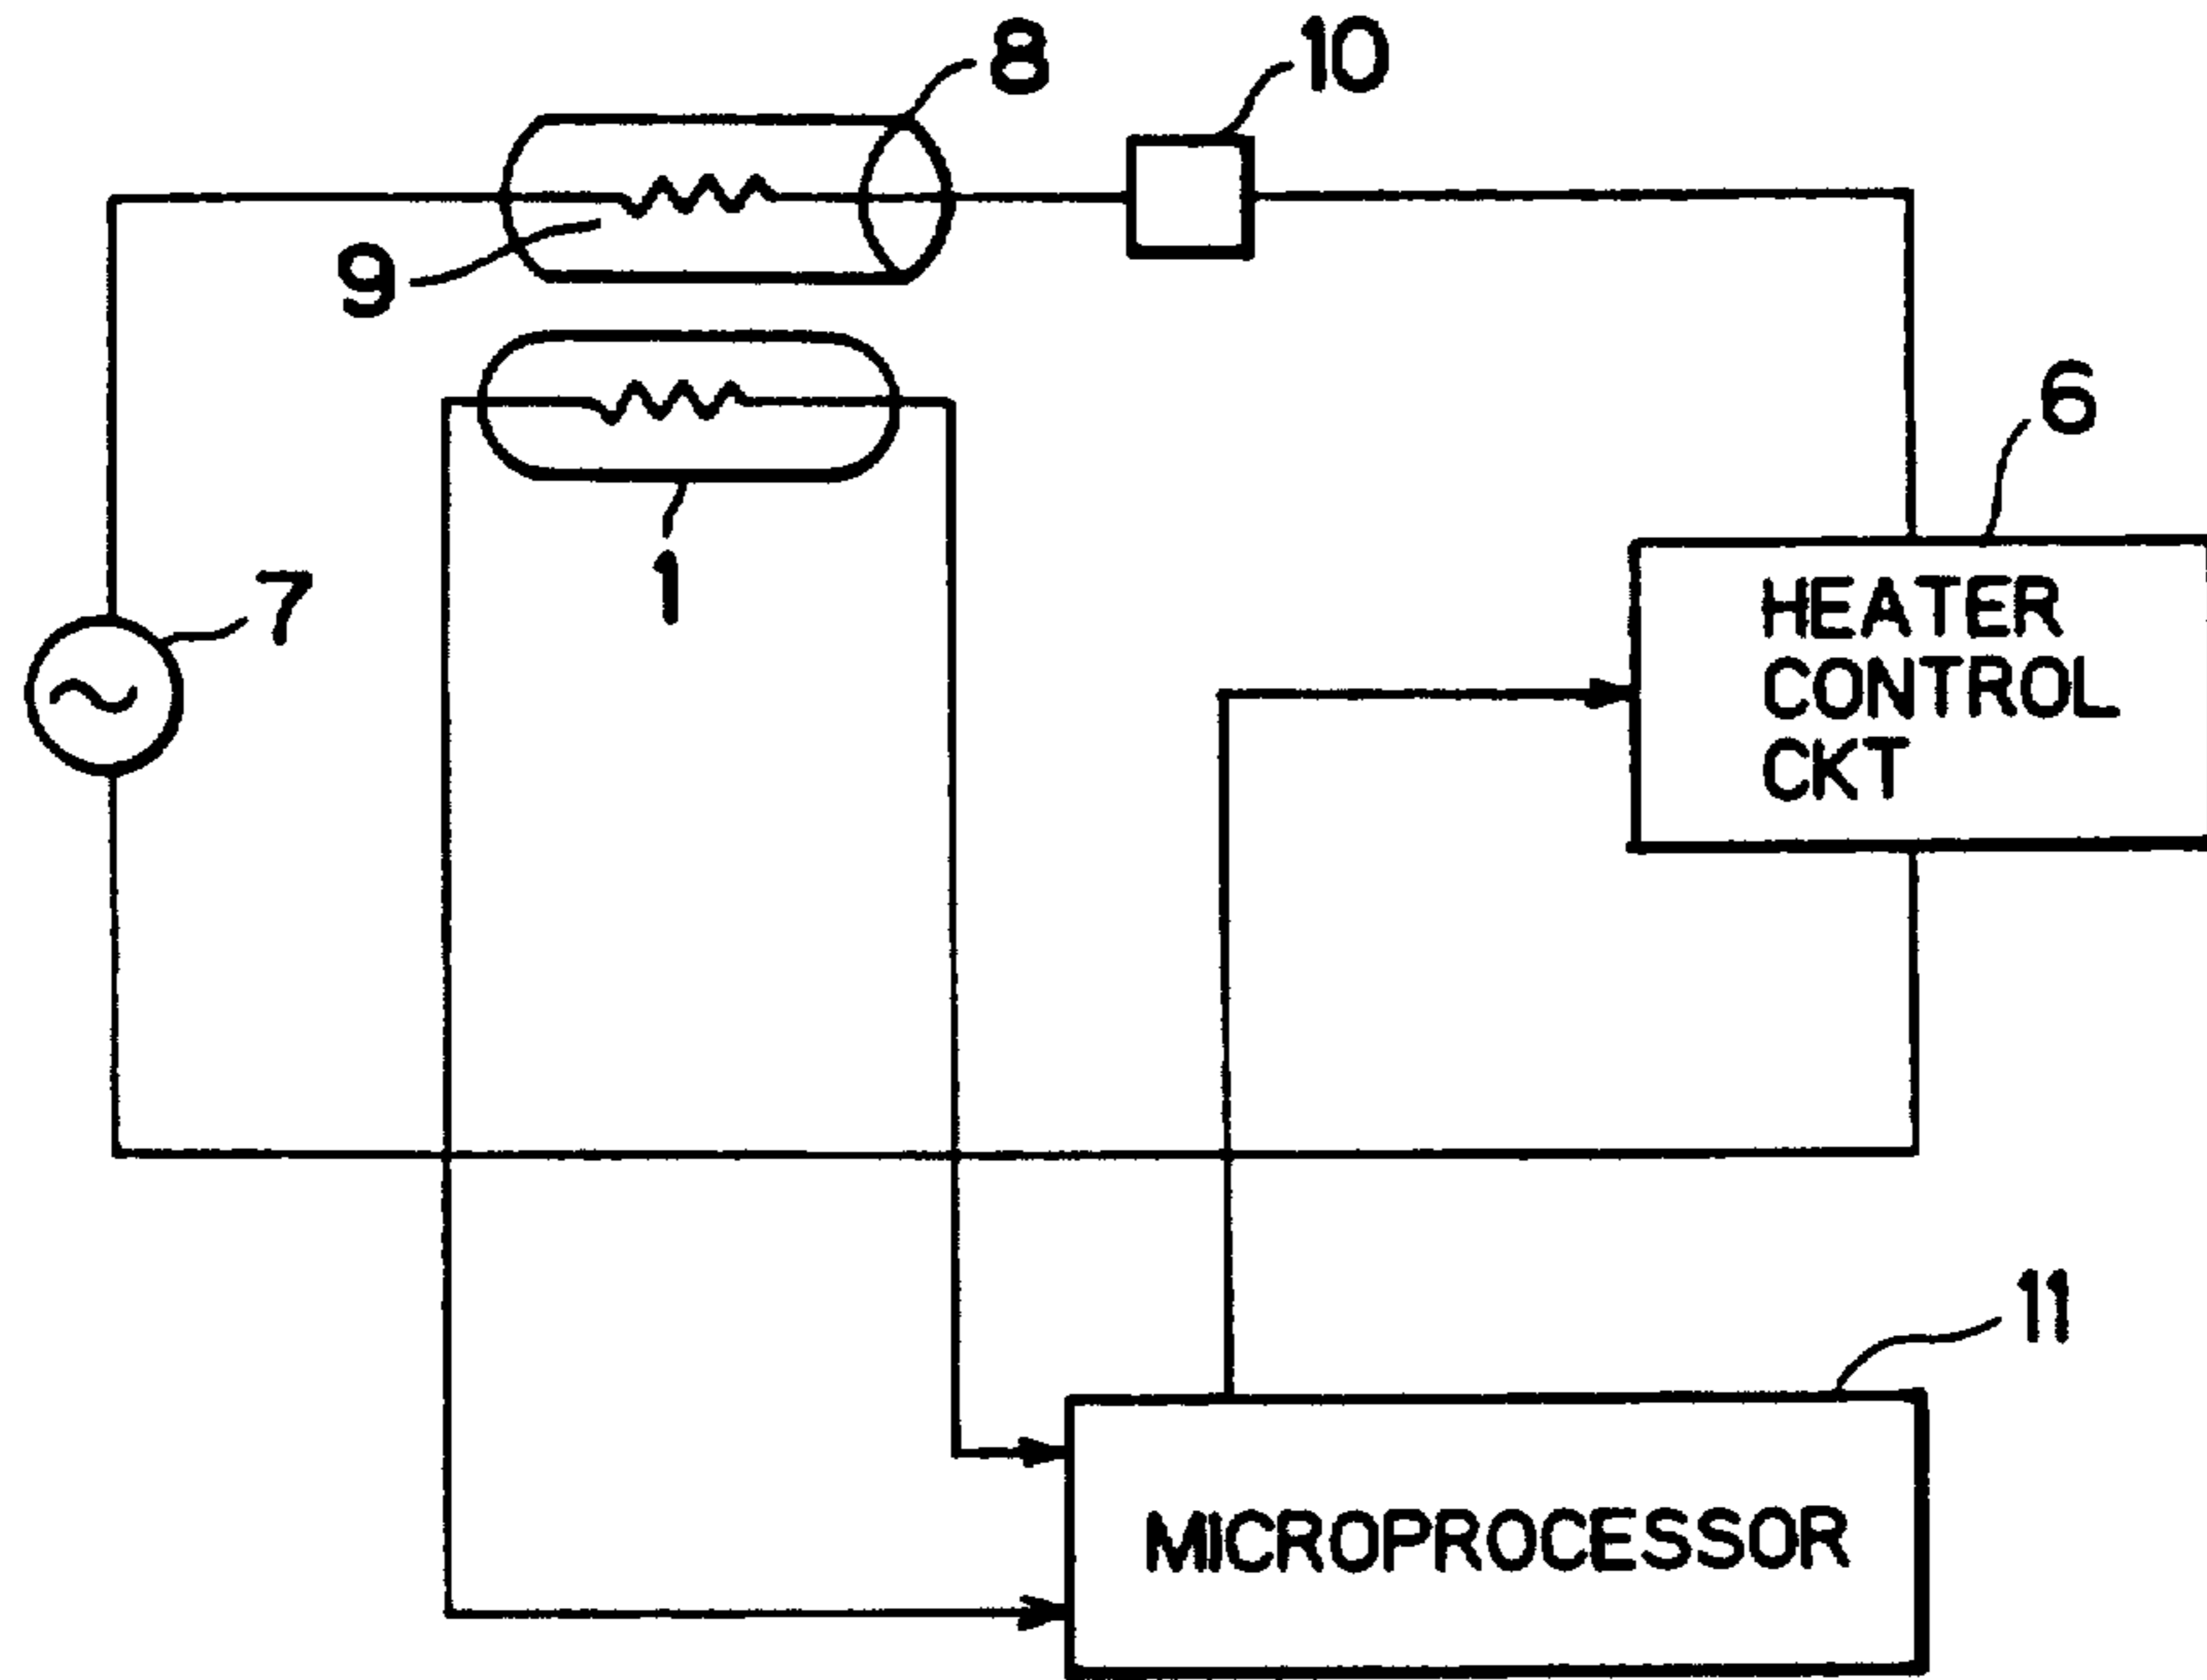 8
10
9
6
7
1
HEATER
CONTROL
CKT
11
MICROPROCESSOR